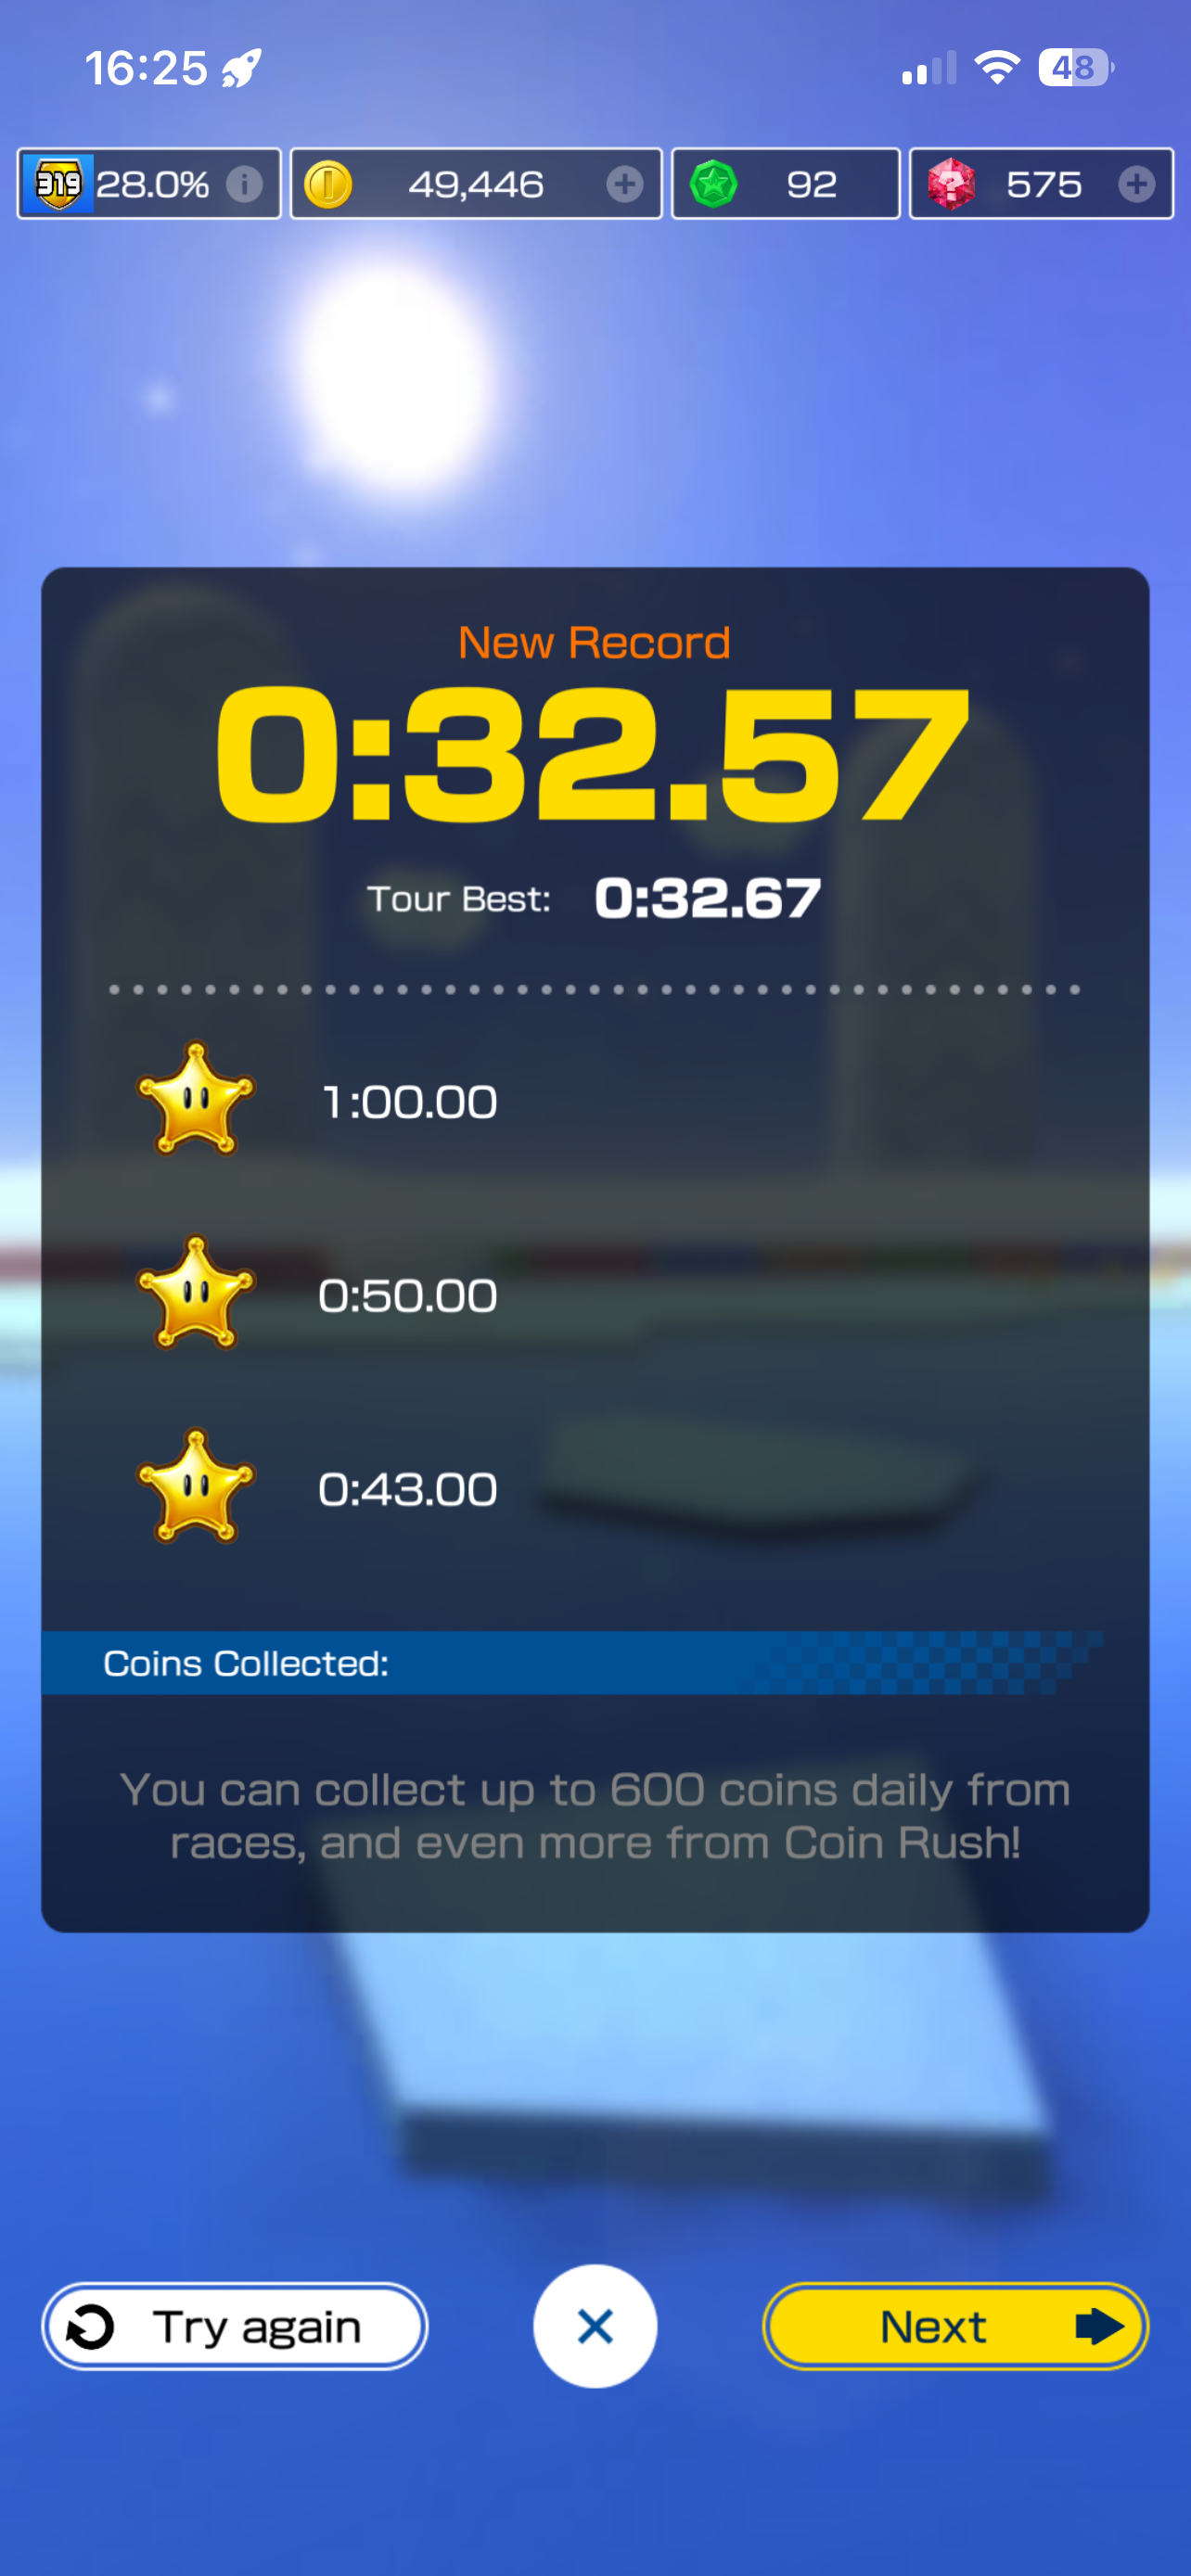 16:25
48
319 28.0% i 49,446 + 92 575 +
New Record
0:32.57
Tour Best: 0:32.67
1:00.00
0:50.00
0:43.00
Coins Collected:
You can collect up to 600 coins daily from
races, and even more from Coin Rush!
Try again
Next